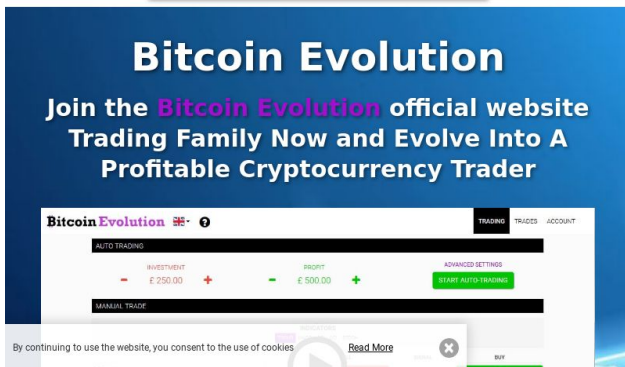 Bitcoin Evolution
Join the Bitcoin Evolution official website
Trading Family Now and Evolve Into A
Profitable Cryptocurrency Trader
Bitcoin Evolution
TRADING TRADES ACCOUNT
AUTO TRADING
INVESTMENT PROFIT ADVANCED SETTINGS
- £ 250.00 + - £ 500.00 + START AUTO-TRADING
MANUAL TRADE
By continuing to use the website, you consent to the use of cookies Read More
BUY